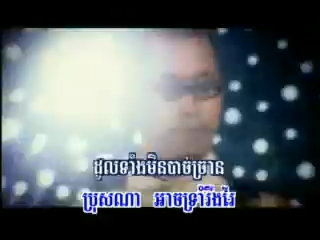 ដួលទាំងមិនបាច់ច្រាន
ប្រុសណា អាចទ្រាំរឹងរ៉ៃ